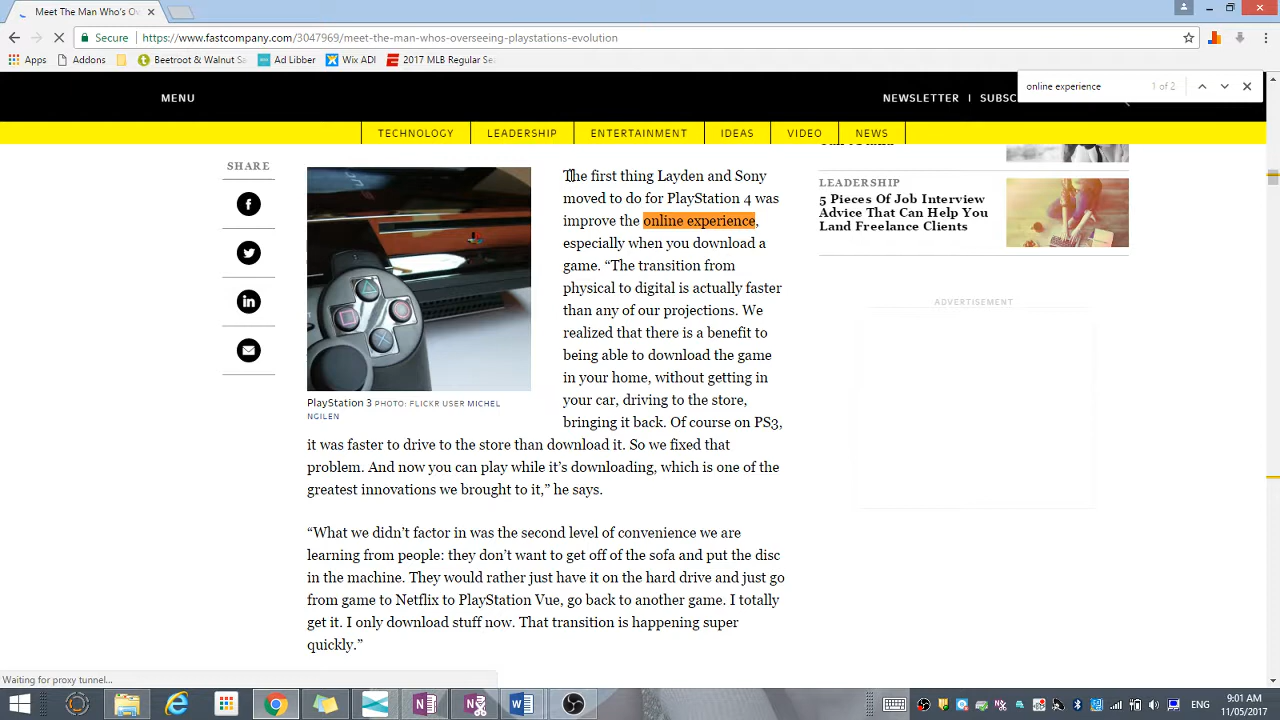 Meet The Man Who's Ov
Secure
https://www.fastcompany.com/3047969/meet-the-man-whos-overseeing-playstations-evolution
Apps
Addons
Beetroot & Walnut Sa
Ad Libber
Wix ADI
2017 MLB Regular Se
online experience
1 of 2
MENU
NEWSLETTER
SUBSC
TECHNOLOGY
LEADERSHIP
ENTERTAINMENT
IDEAS
VIDEO
NEWS
SHARE
PlayStation 3 PHOTO: FLICKR USER MICHEL
NGILEN
The first thing Layden and Sony
moved to do for PlayStation 4 was
improve the online experience,
especially when you download a
game. “The transition from
physical to digital is actually faster
than any of our projections. We
realized that there is a benefit to
being able to download the game
in your home, without getting in
your car, driving to the store,
bringing it back. Of course on PS3,
it was faster to drive to the store than download it. So we fixed that
problem. And now you can play while it’s downloading, which is one of the
greatest innovations we brought to it,” he says.
“What we didn’t factor in was the second level of convenience we are
learning from people: they don’t want to get off of the sofa and put the disc
in the machine. They would rather just have it on the hard drive and just go
from game to Netflix to PlayStation Vue, go back to another game. I totally
get it. I only download stuff now. That transition is happening super
quickly.”
LEADERSHIP
5 Pieces Of Job Interview
Advice That Can Help You
Land Freelance Clients
ADVERTISEMENT
Waiting for proxy tunnel...
ENG
9:01 AM
11/05/2017